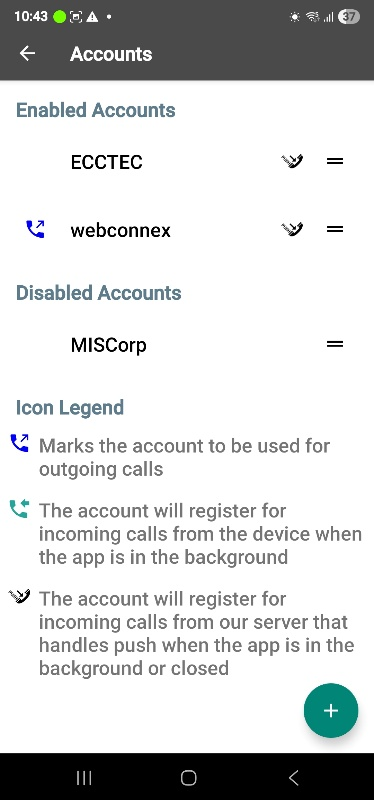 10:43
37
Accounts
Enabled Accounts
ECCTEC
webconnex
Disabled Accounts
MISCorp
Icon Legend
Marks the account to be used for
outgoing calls
The account will register for
incoming calls from the device when
the app is in the background
The account will register for
incoming calls from our server that
handles push when the app is in the
background or closed